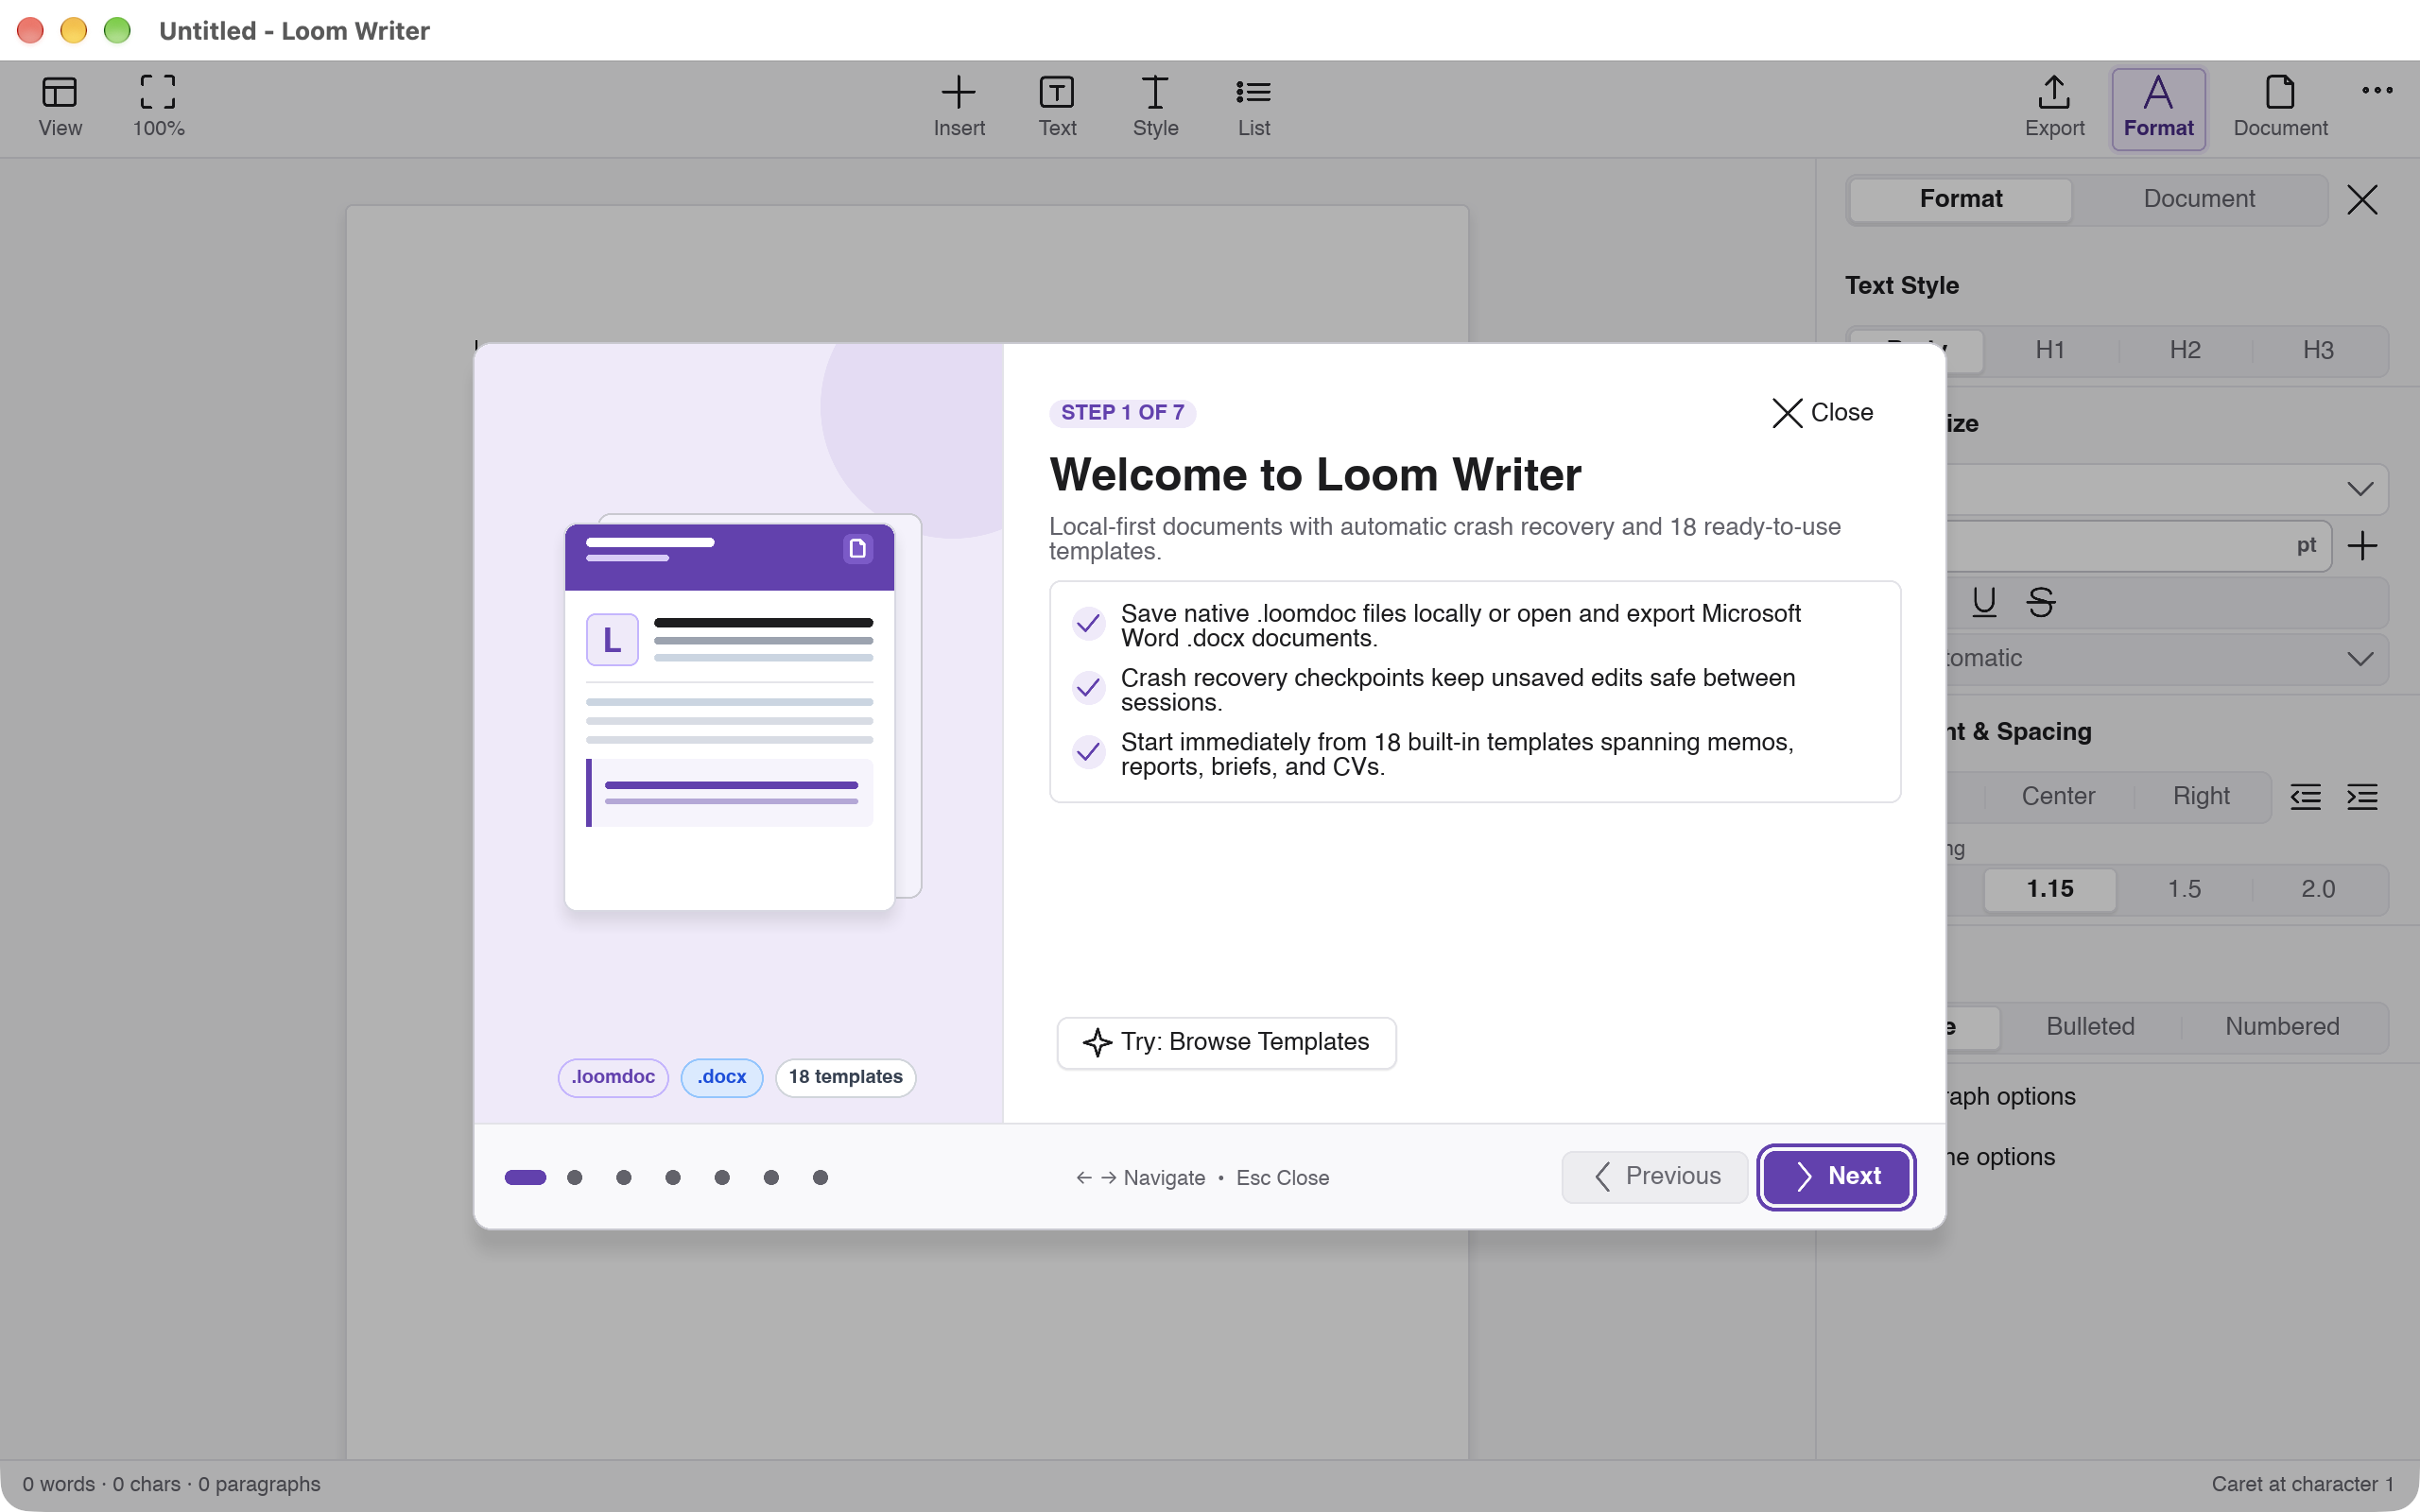 Untitled - Loom Writer
View
100%
Insert
Text
Style
List
Export
Format
Document
Format
Document
Text Style
H1
H2
H3
ize
pt
tomatic
nt & Spacing
Center
Right
ng
1.15
1.5
2.0
e
Bulleted
Numbered
raph options
ne options
STEP 1 OF 7
Close
Welcome to Loom Writer
Local-first documents with automatic crash recovery and 18 ready-to-use
templates.
Save native .loomdoc files locally or open and export Microsoft
Word .docx documents.
Crash recovery checkpoints keep unsaved edits safe between
sessions.
Start immediately from 18 built-in templates spanning memos,
reports, briefs, and CVs.
Try: Browse Templates
L
.loomdoc
.docx
18 templates
← → Navigate • Esc Close
Previous
Next
0 words · 0 chars · 0 paragraphs
Caret at character 1